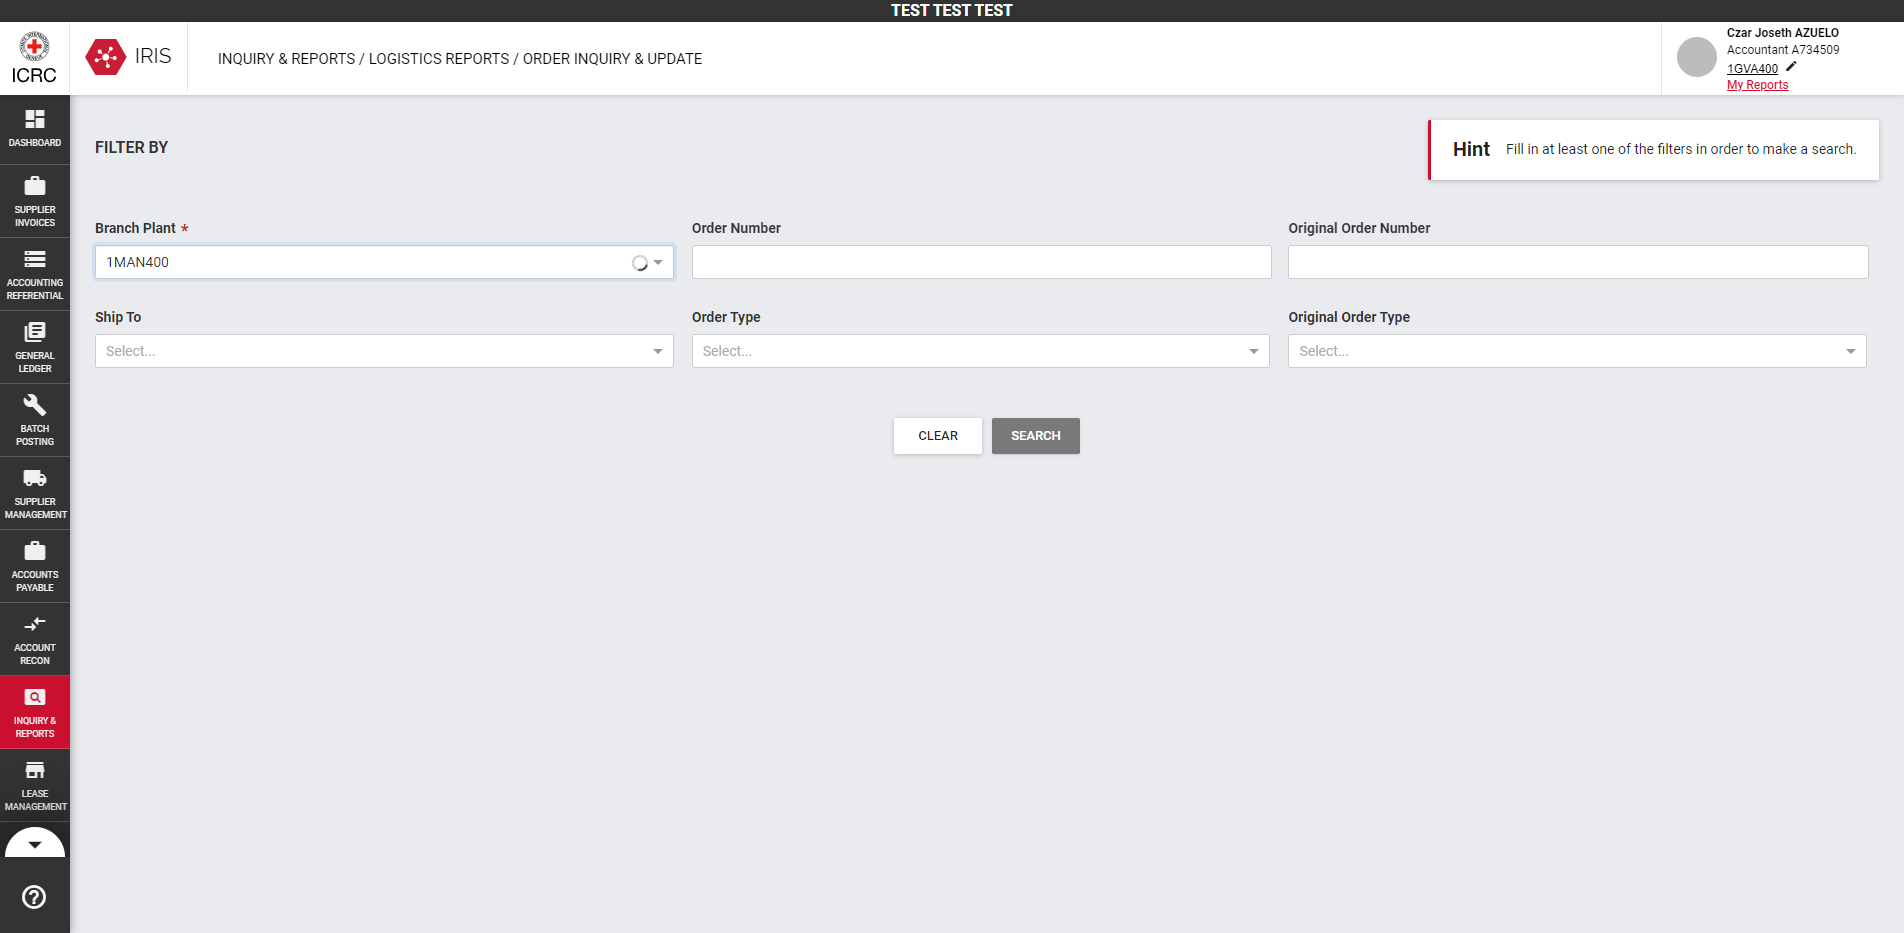 TEST TEST TEST
ICRC
IRIS
INQUIRY & REPORTS / LOGISTICS REPORTS / ORDER INQUIRY & UPDATE
Czar Joseth AZUELO
Accountant A734509
1GVA400
My Reports
DASHBOARD
SUPPLIER
INVOICES
ACCOUNTING
REFERENTIAL
GENERAL
LEDGER
BATCH
POSTING
SUPPLIER
MANAGEMENT
ACCOUNTS
PAYABLE
ACCOUNT
RECON
INQUIRY &
REPORTS
LEASE
MANAGEMENT
FILTER BY
Hint Fill in at least one of the filters in order to make a search.
Branch Plant * Order Number Original Order Number
1MAN400
Ship To Order Type Original Order Type
Select... Select... Select...
CLEAR SEARCH